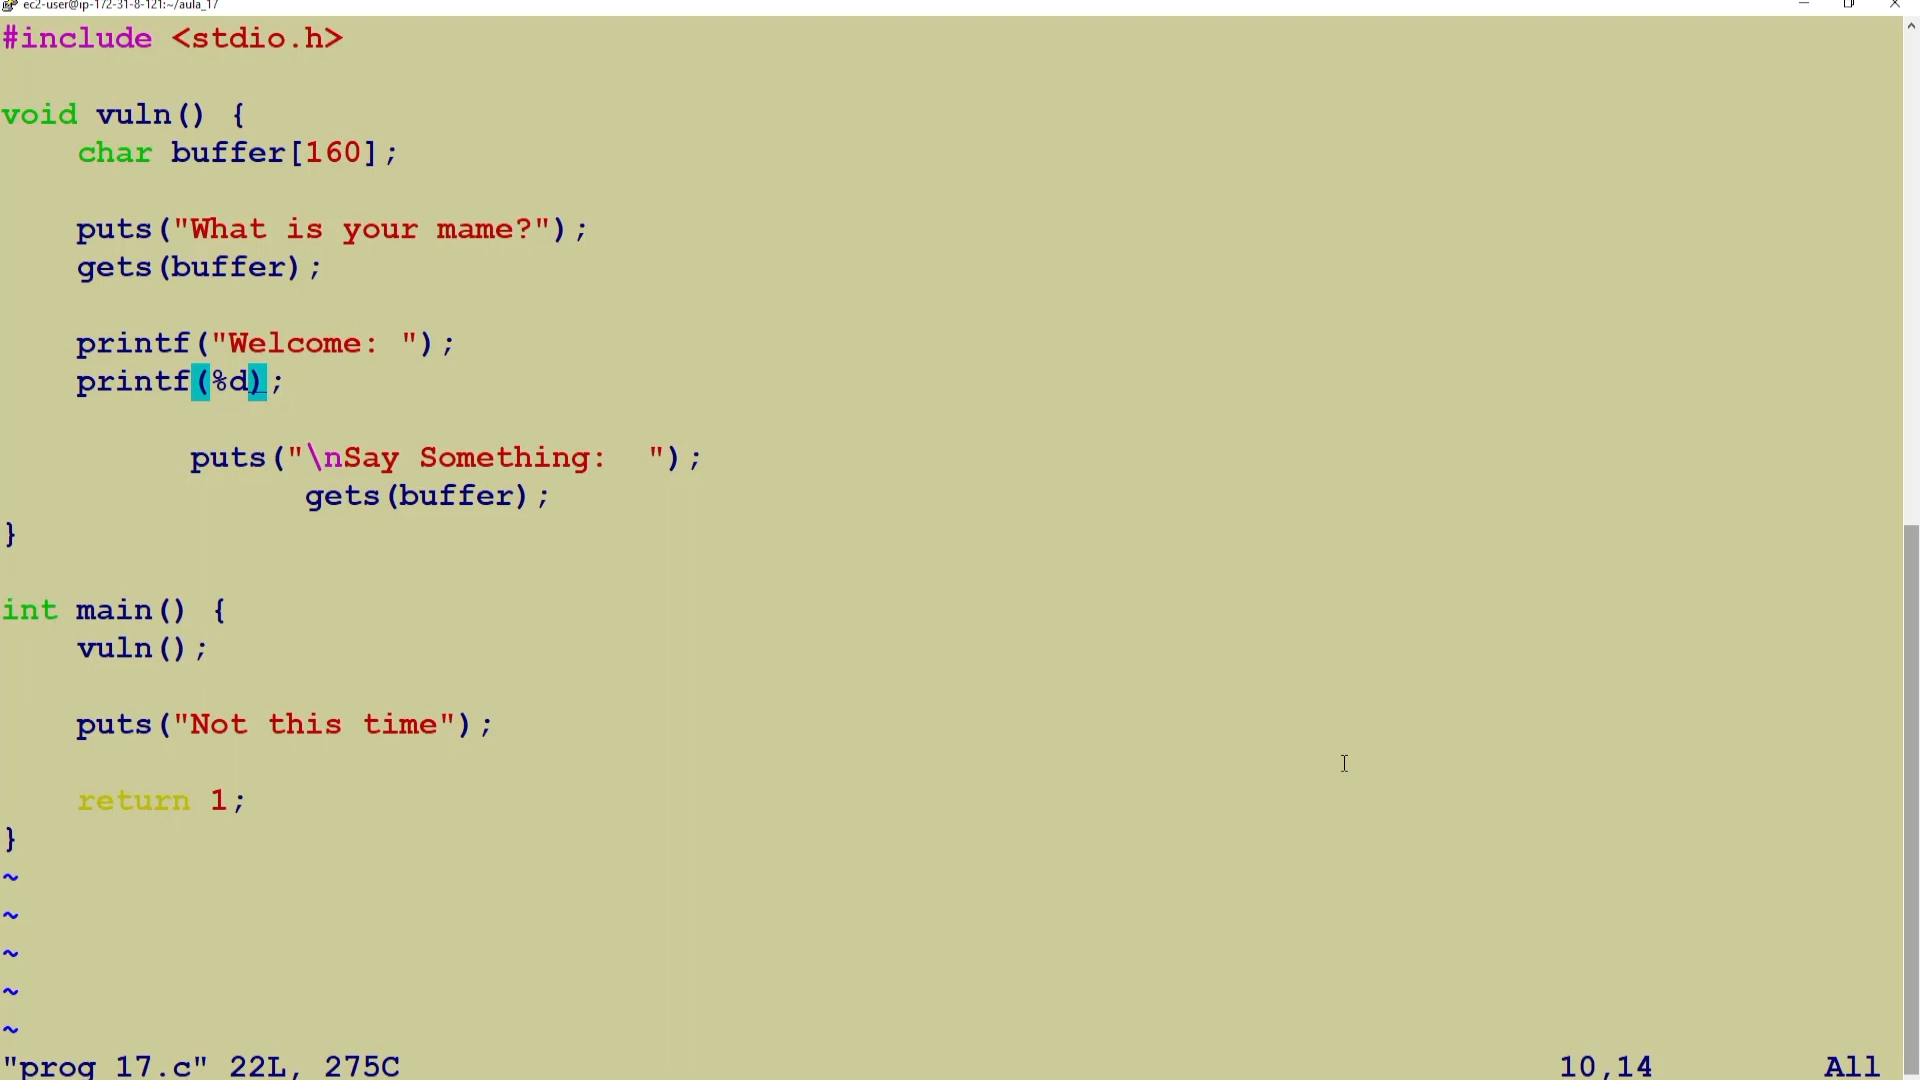 ec2-user@ip-172-31-8-121:~/aula_17
#include <stdio.h>
void vuln() {
char buffer[160];
puts("What is your mame?");
gets(buffer);
printf("Welcome: ");
printf(%d);
puts("\nSay Something:  ");
gets(buffer);
}
int main() {
vuln();
puts("Not this time");
return 1;
}
~
~
~
~
~
"prog_17.c" 22L, 275C 10,14 All